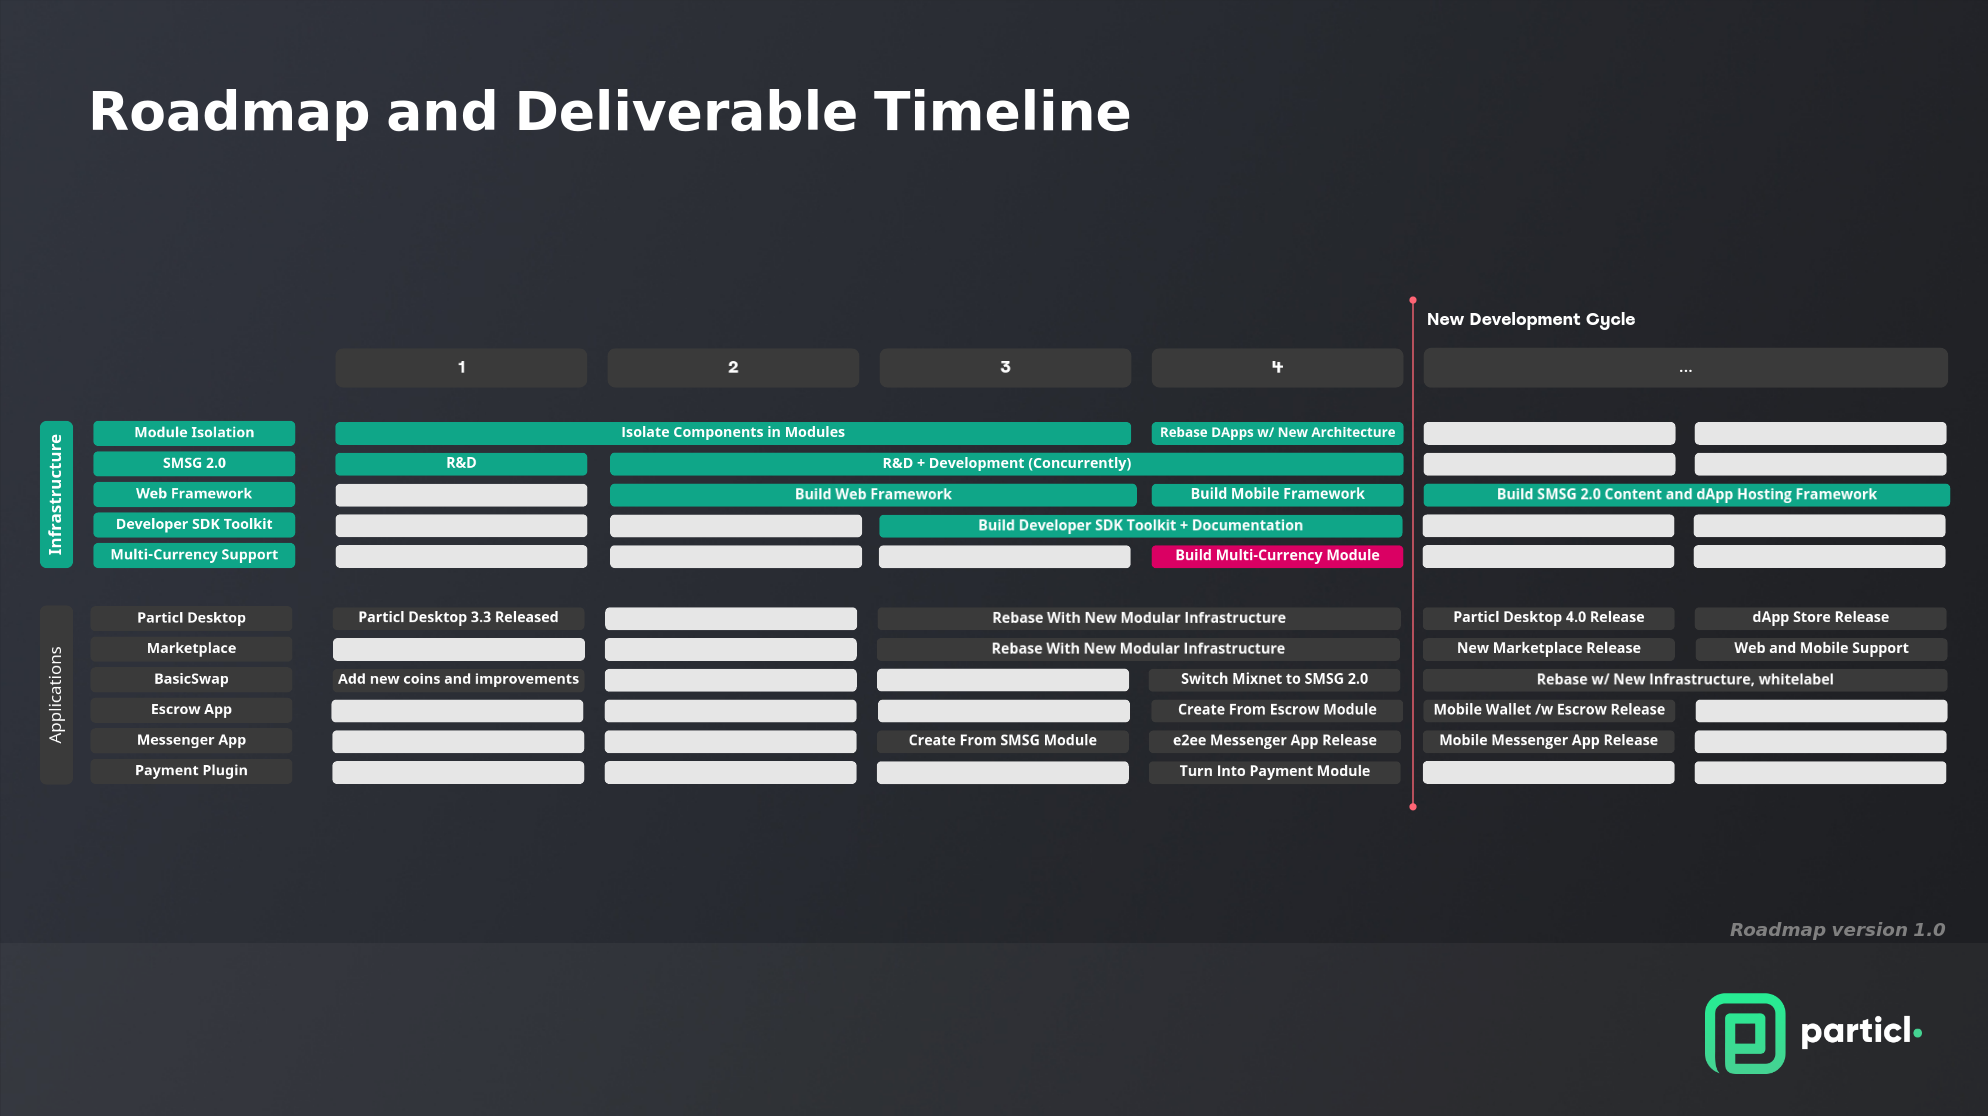 Roadmap and Deliverable Timeline
New Development Cycle
1 2 3 4 ...
Infrastructure
Module Isolation Isolate Components in Modules Rebase DApps w/ New Architecture
SMSG 2.0 R&D R&D + Development (Concurrently)
Web Framework Build Web Framework Build Mobile Framework Build SMSG 2.0 Content and dApp Hosting Framework
Developer SDK Toolkit Build Developer SDK Toolkit + Documentation
Multi-Currency Support Build Multi-Currency Module
Applications
Particl Desktop Particl Desktop 3.3 Released Rebase With New Modular Infrastructure Particl Desktop 4.0 Release dApp Store Release
Marketplace Rebase With New Modular Infrastructure New Marketplace Release Web and Mobile Support
BasicSwap Add new coins and improvements Switch Mixnet to SMSG 2.0 Rebase w/ New Infrastructure, whitelabel
Escrow App Create From Escrow Module Mobile Wallet /w Escrow Release
Messenger App Create From SMSG Module e2ee Messenger App Release Mobile Messenger App Release
Payment Plugin Turn Into Payment Module
Roadmap version 1.0
particl.